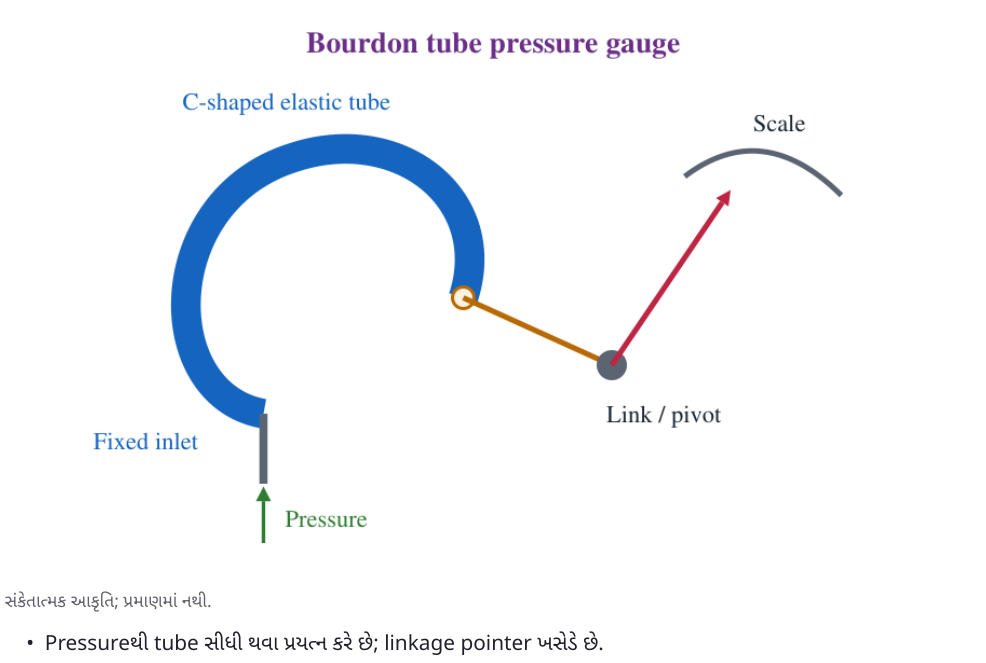 Bourdon tube pressure gauge
C-shaped elastic tube
Scale
Link / pivot
Fixed inlet
Pressure
સંકેતાત્મક આકૃતિ; પ્રમાણમાં નથી.
• Pressureથી tube સીધી થવા પ્રયત્ન કરે છે; linkage pointer ખસેડે છે.